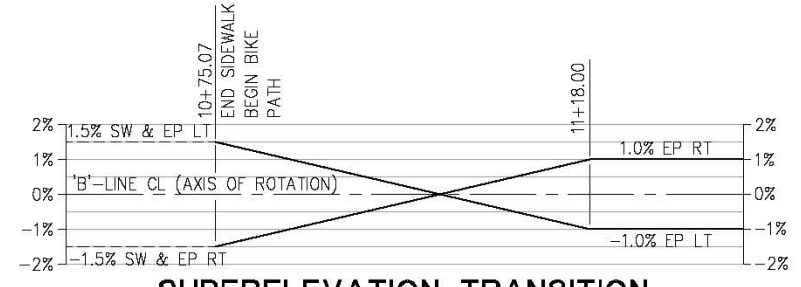 10+75.07
END SIDEWALK
BEGIN BIKE
PATH
11+18.00
2%
1.5% SW & EP LT
2%
1%
1.0% EP RT
1%
0%
'B'-LINE CL (AXIS OF ROTATION)
0%
-1%
-1.0% EP LT
-1%
-2%
-1.5% SW & EP RT
-2%
SUPERELEVATION TRANSITION